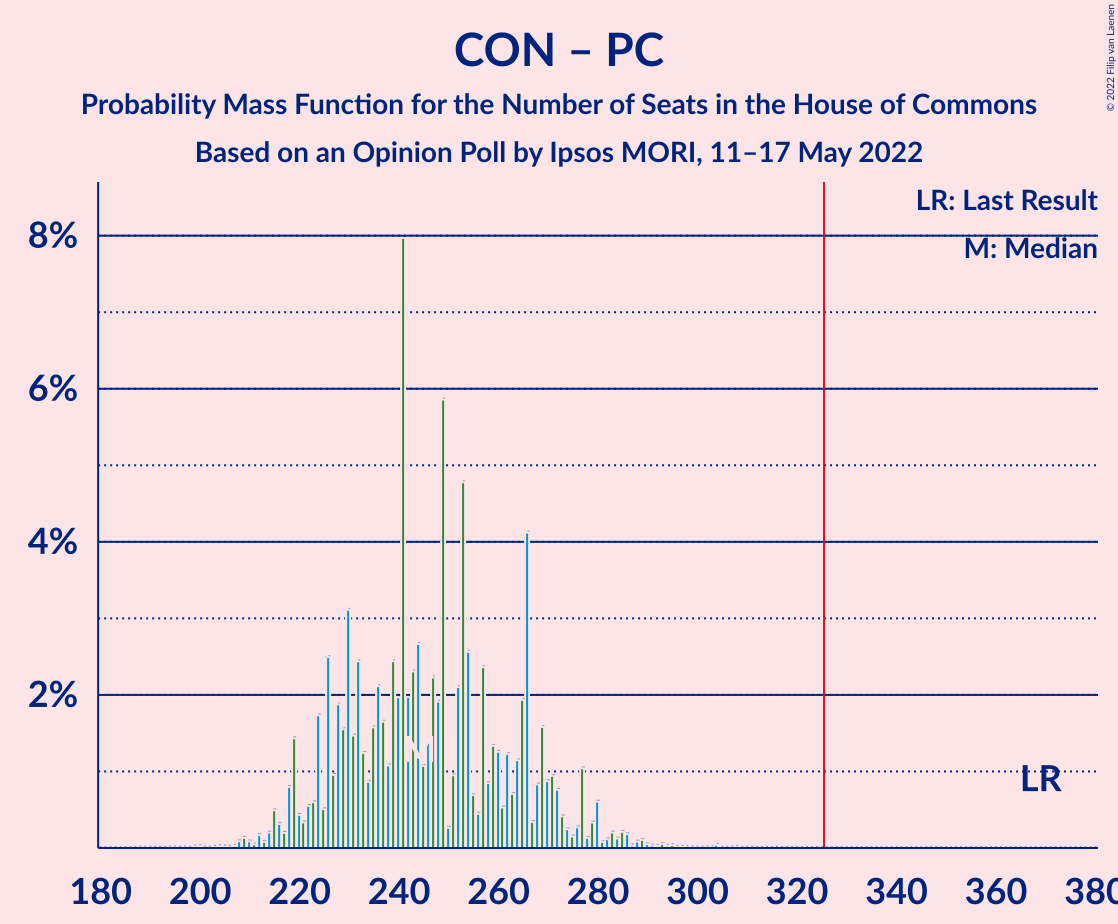 CON – PC
Probability Mass Function for the Number of Seats in the House of Commons
Based on an Opinion Poll by Ipsos MORI, 11–17 May 2022
© 2022 Filip van Laenen
LR: Last Result
M: Median
8%
6%
4%
2%
LR
180 200 220 240 260 280 300 320 340 360 380